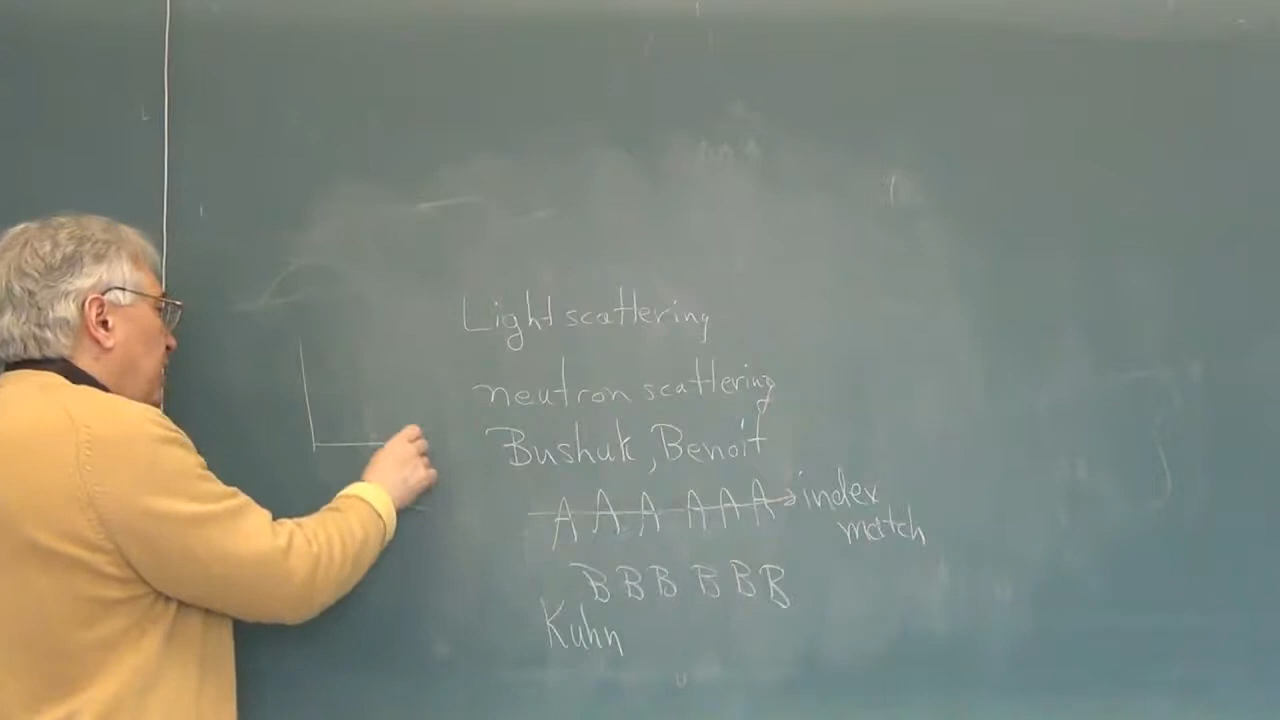 Light scattering
neutron scattering
Bushuk, Benoit
A A A A A A → index
match
B B B B B B
Kuhn